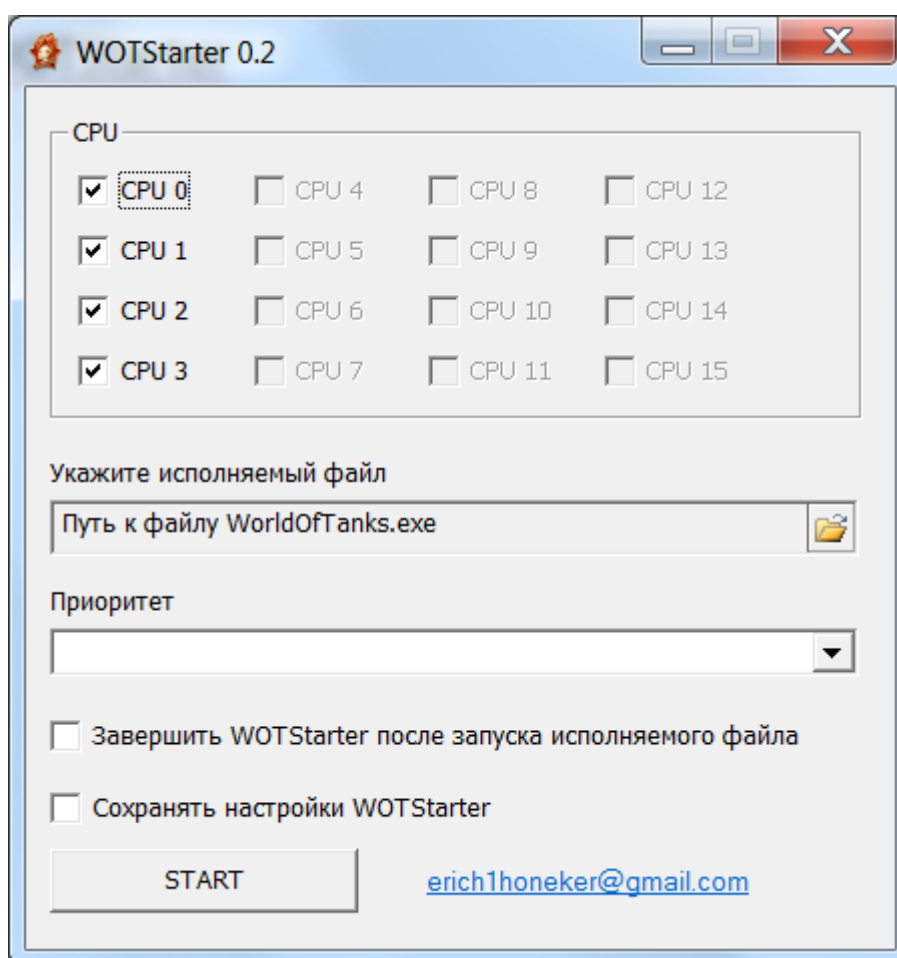 WOTStarter 0.2
CPU
CPU 0 CPU 4 CPU 8 CPU 12
CPU 1 CPU 5 CPU 9 CPU 13
CPU 2 CPU 6 CPU 10 CPU 14
CPU 3 CPU 7 CPU 11 CPU 15
Укажите исполняемый файл
Путь к файлу WorldOfTanks.exe
Приоритет
Завершить WOTStarter после запуска исполняемого файла
Сохранять настройки WOTStarter
START erich1honeker@gmail.com